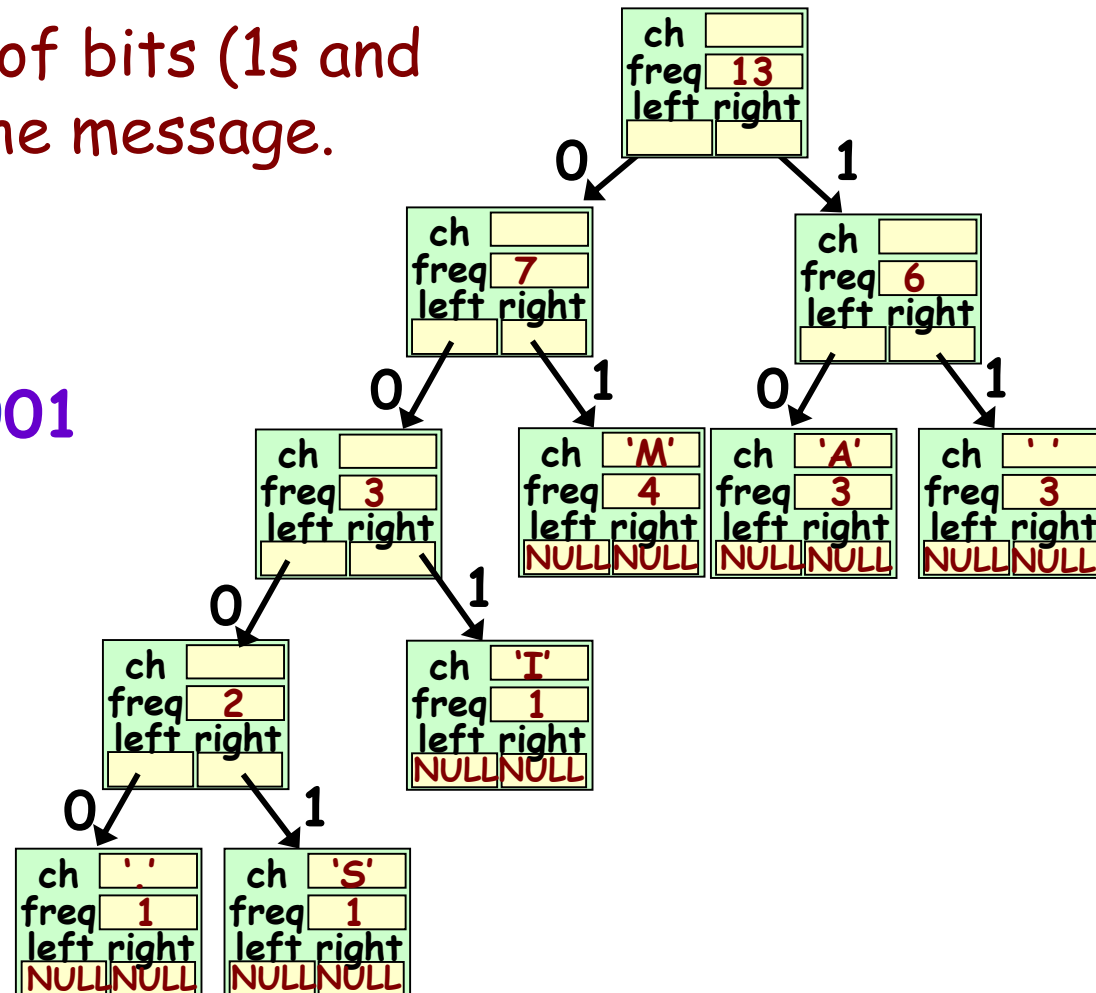 of bits (1s and
he message.
001
ch
freq 13
left right
0 1
ch
freq 7
left right
ch
freq 6
left right
0 1 0 1
ch
freq 3
left right
ch 'M'
freq 4
left right
NULL NULL
ch 'A'
freq 3
left right
NULL NULL
ch ' '
freq 3
left right
NULL NULL
0 1
ch
freq 2
left right
ch 'I'
freq 1
left right
NULL NULL
0 1
ch '.'
freq 1
left right
NULL NULL
ch 'S'
freq 1
left right
NULL NULL